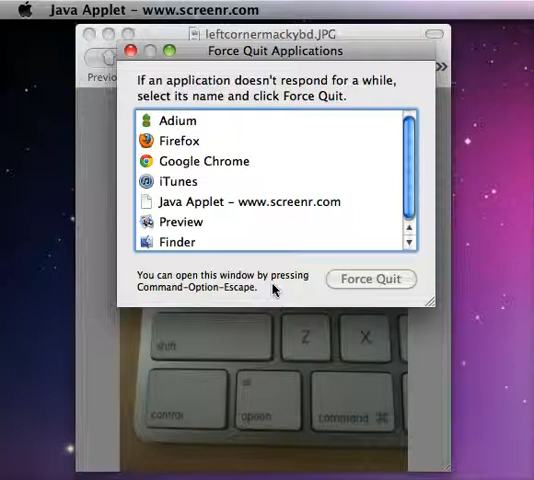 Java Applet – www.screenr.com
leftcornermackybd.JPG
Force Quit Applications
Previo
»
If an application doesn't respond for a while,
select its name and click Force Quit.
Adium
Firefox
Google Chrome
iTunes
Java Applet – www.screenr.com
Preview
Finder
You can open this window by pressing
Command-Option-Escape.
Force Quit
shift
Z
X
control
alt
option
command ⌘